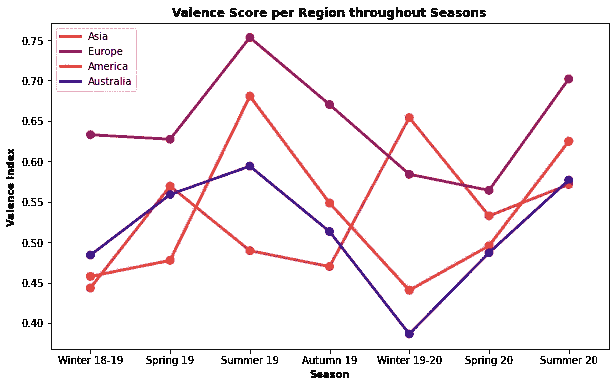 Valence Score per Region throughout Seasons
Asia
Europe
America
Australia
0.75
0.70
0.65
0.60
0.55
0.50
0.45
0.40
Valence Index
Winter 18-19 Spring 19 Summer 19 Autumn 19 Winter 19-20 Spring 20 Summer 20
Season